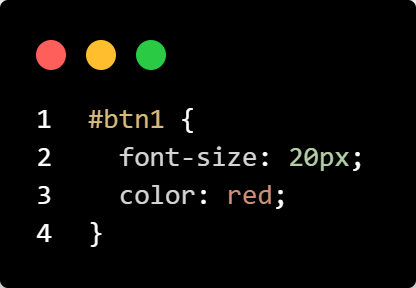 1 #btn1 {
2   font-size: 20px;
3   color: red;
4 }